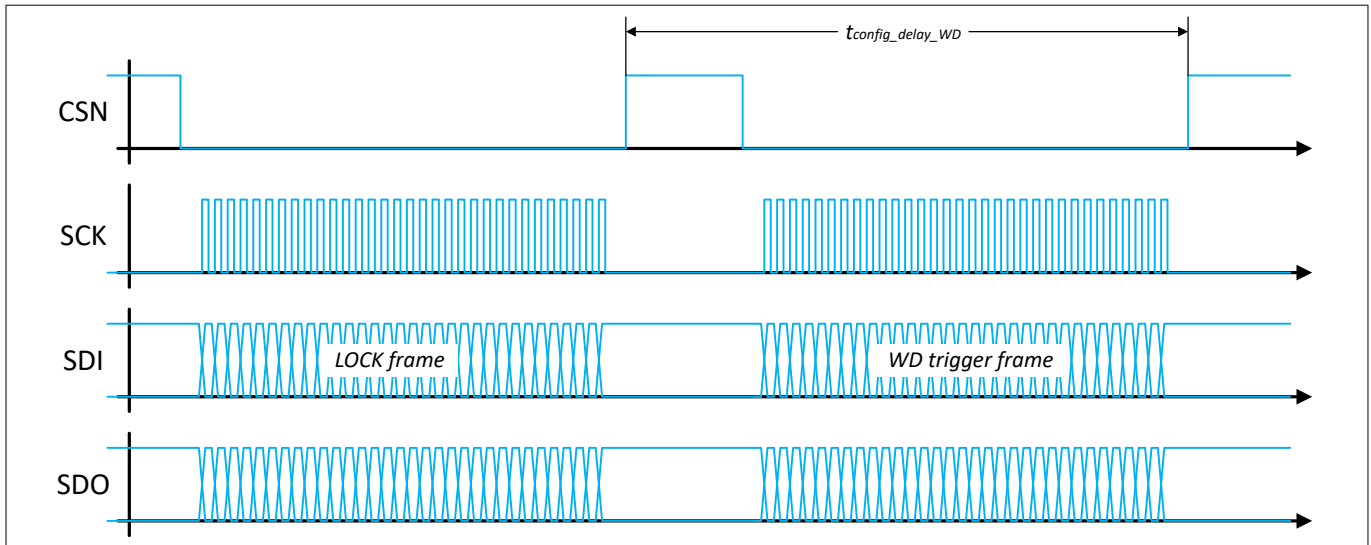 tconfig_delay_WD
CSN
SCK
SDI
LOCK frame
WD trigger frame
SDO